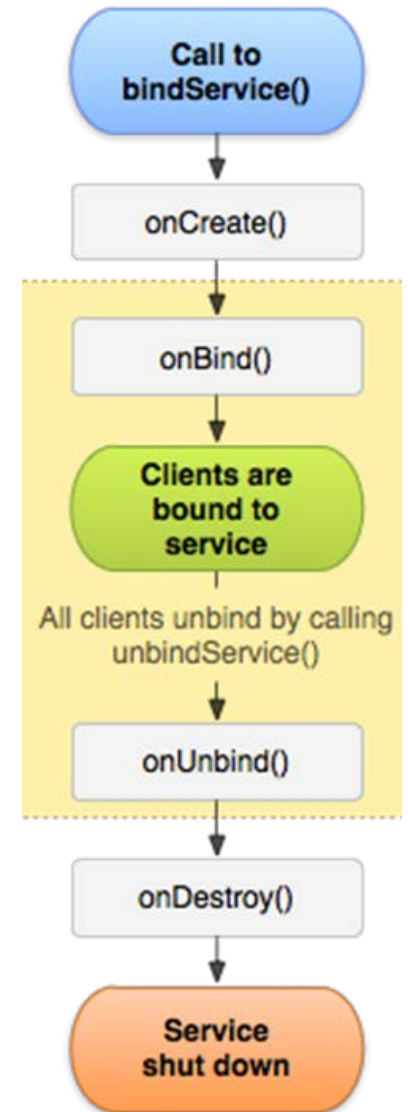 Call to
bindService()
onCreate()
onBind()
Clients are
bound to
service
All clients unbind by calling
unbindService()
onUnbind()
onDestroy()
Service
shut down